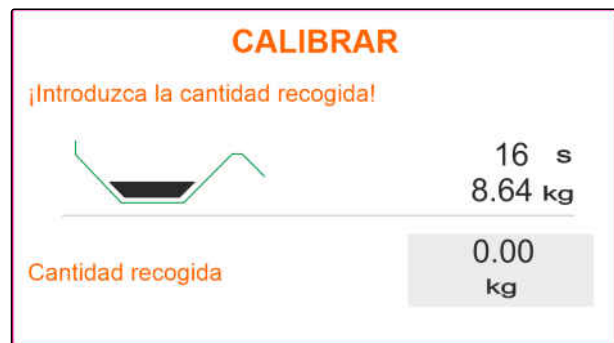 CALIBRAR
¡Introduzca la cantidad recogida!
16 s
8.64 kg
Cantidad recogida
0.00
kg